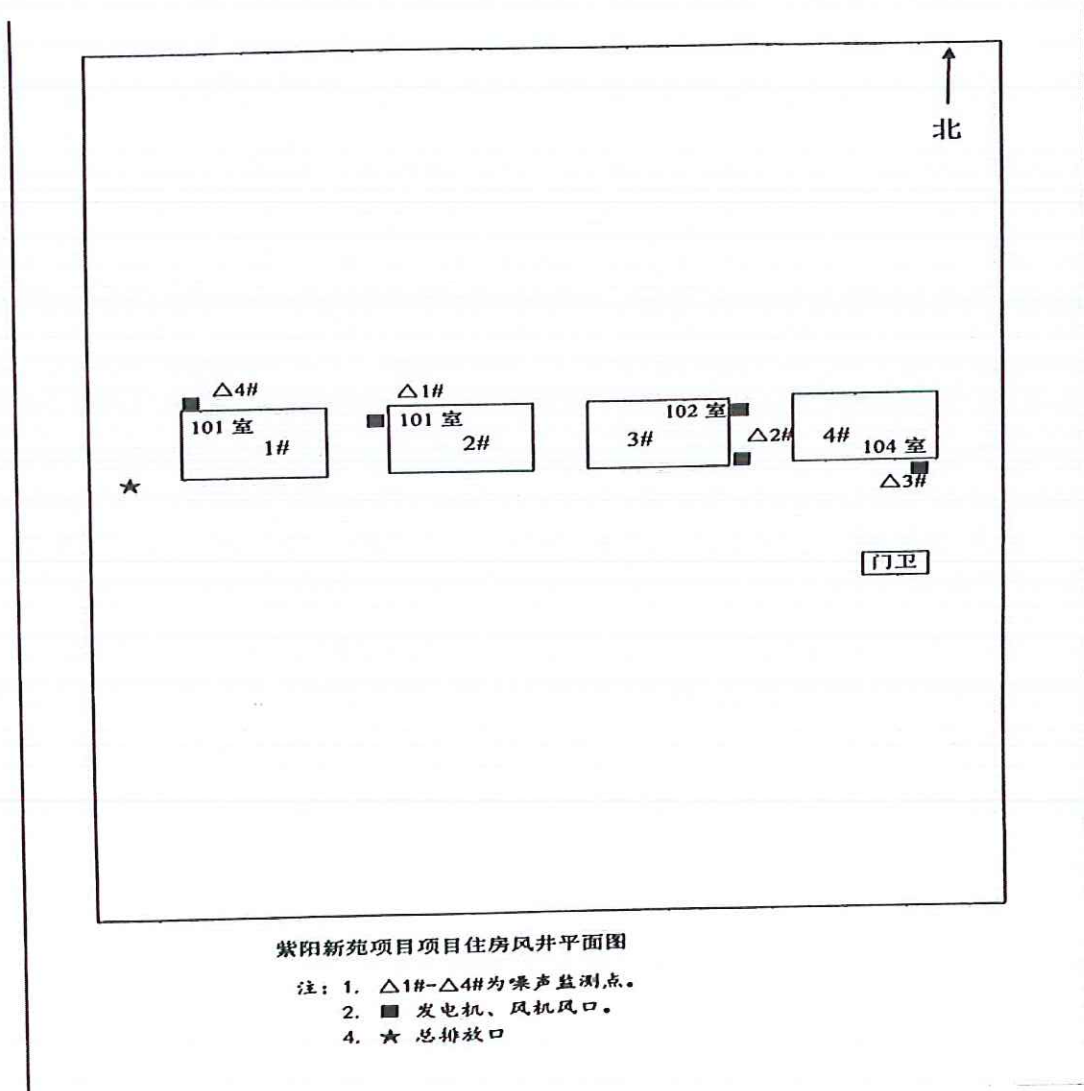 北
△4#
101 室
1#
△1#
101 室
2#
102 室
3#
△2#
4#
104 室
△3#
门卫
紫阳新苑项目项目住房风井平面图
注：1. △1#-△4#为噪声监测点。
2. ■ 发电机、风机风口。
4. ★ 总排放口